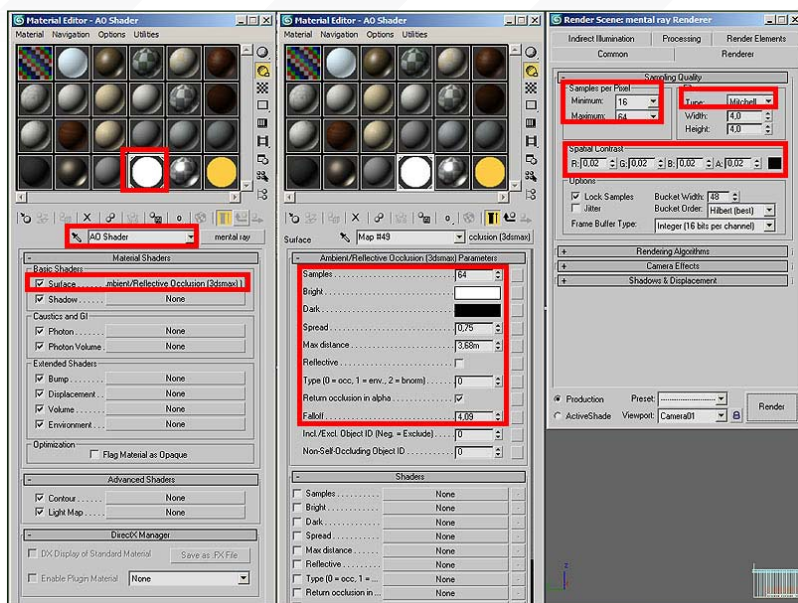 Material Editor - AO Shader
Material Navigation Options Utilities
AO Shader
mental ray
Material Shaders
Basic Shaders
Surface . . . . . mbient/Reflective Occlusion (3dsmax) )
Shadow . . . . . None
Caustics and GI
Photon . . . . . None
Photon Volume . None
Extended Shaders
Bump . . . . . None
Displacement . . None
Volume . . . . . None
Environment . . . None
Optimization
Flag Material as Opaque
Advanced Shaders
Contour . . . . . None
Light Map . . . . None
DirectX Manager
DX Display of Standard Material Save as .FX File
Enable Plugin Material None
Material Editor - AO Shader
Material Navigation Options Utilities
Surface Map #49 cclusion (3dsmax)
Ambient/Reflective Occlusion (3dsmax) Parameters
Samples . . . . . 64
Bright . . . . .
Dark . . . . .
Spread . . . . . 0,75
Max distance . . . . . 3,68m
Reflective . . . . .
Type (0 = occ, 1 = env., 2 = bnorm) . . . . 0
Return occlusion in alpha . . . . .
Falloff . . . . . 4,09
Incl./Excl. Object ID (Neg. = Exclude) . . . . 0
Non-Self-Occluding Object ID . . . . . 0
Shaders
Samples . . . . . None
Bright . . . . . None
Dark . . . . . None
Spread . . . . . None
Max distance . . . . . None
Reflective . . . . . None
Type (0 = occ, 1 = ... None
Return occlusion in ... None
Render Scene: mental ray Renderer
Indirect Illumination Processing Render Elements
Common Renderer
Sampling Quality
Samples per Pixel
Minimum: 16
Maximum: 64
Type: Mitchell
Width: 4,0
Height: 4,0
Spatial Contrast
R: 0,02 G: 0,02 B: 0,02 A: 0,02
Options
Lock Samples Bucket Width: 48
Jitter Bucket Order: Hilbert (best)
Frame Buffer Type: Integer (16 bits per channel)
Rendering Algorithms
Camera Effects
Shadows & Displacement
Production Preset:
ActiveShade Viewport: Camera01
Render
z